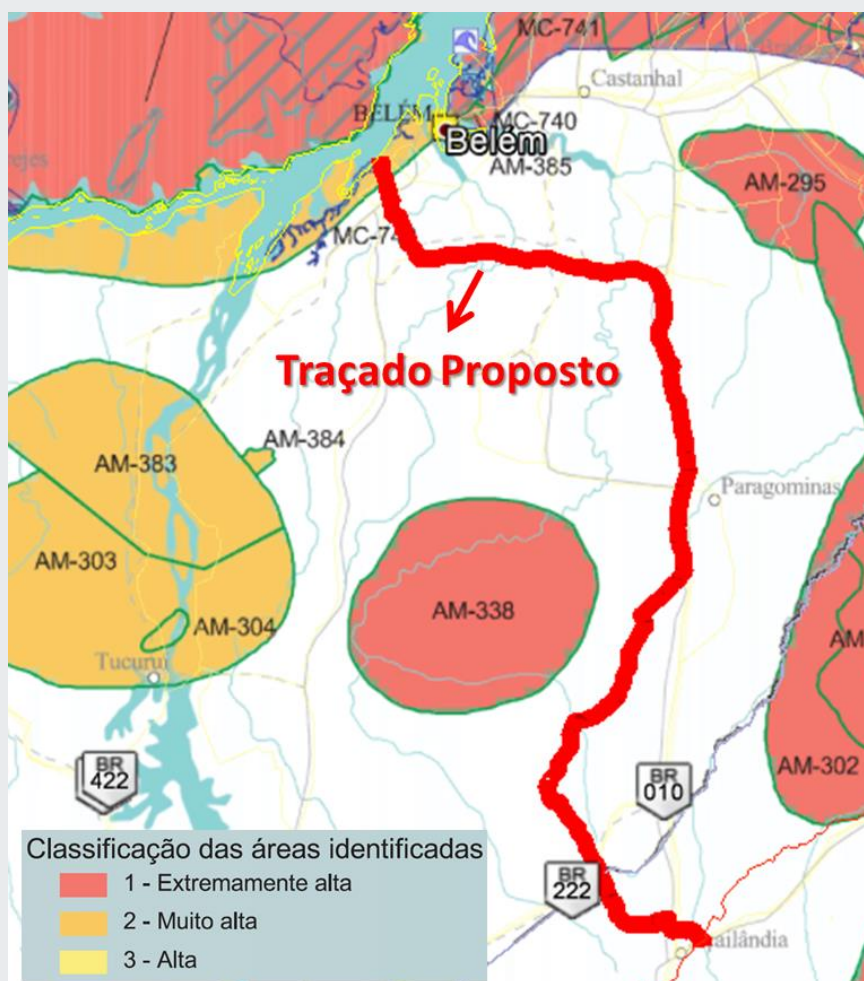 MC-741
Castanhal
BELÉM
MC-740
Belém
AM-385
AM-295
Traçado Proposto
AM-384
AM-383
Paragominas
AM-303
AM-338
AM-304
Tucuruí
AM-302
BR
422
BR
010
BR
222
ailândia
Classificação das áreas identificadas
1 - Extremamente alta
2 - Muito alta
3 - Alta